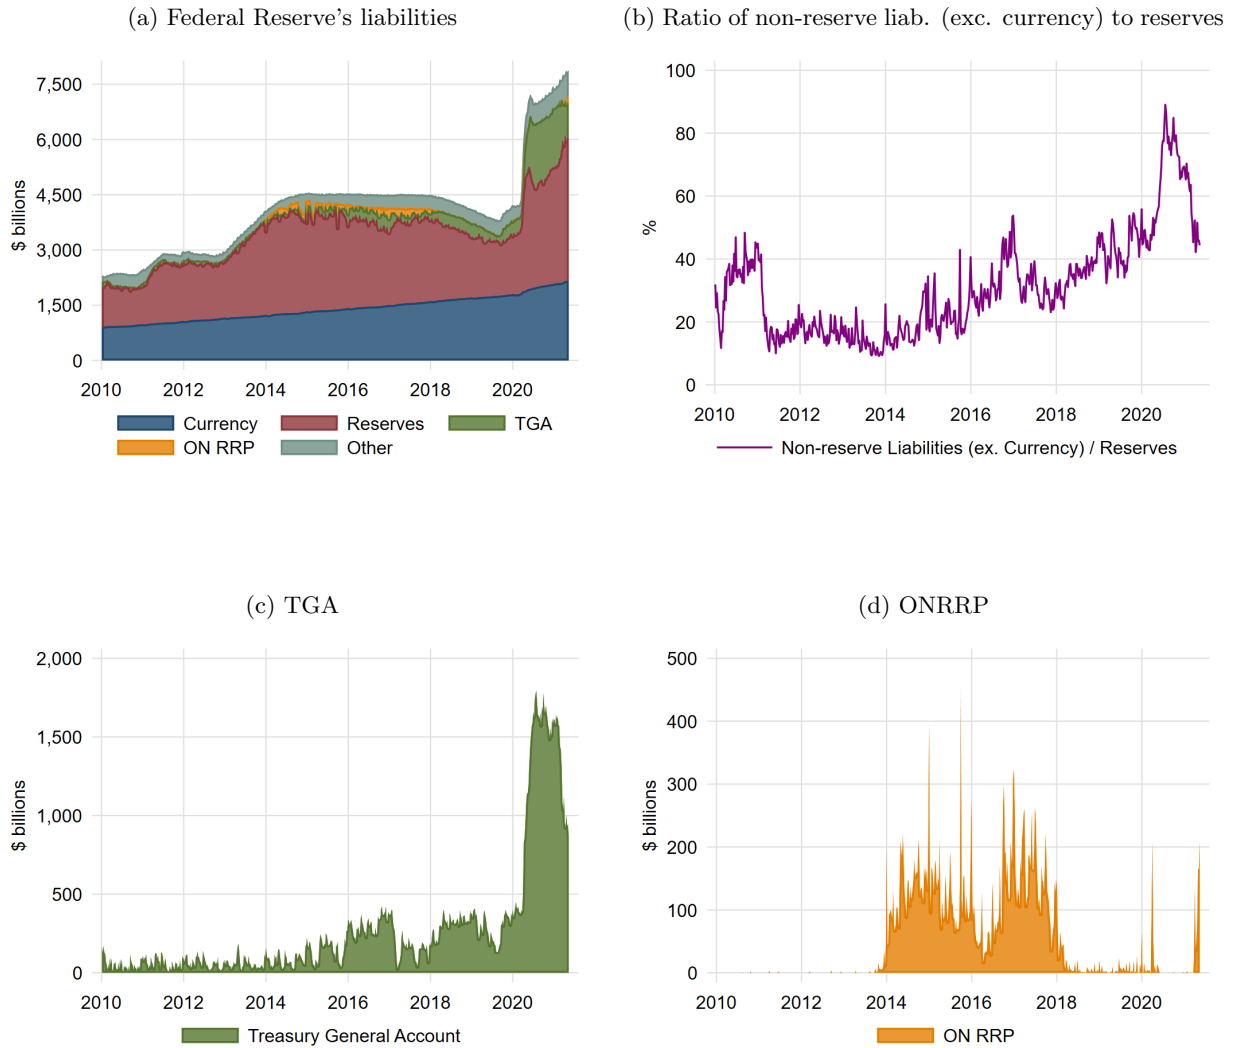 (a) Federal Reserve's liabilities
$ billions
7,500
6,000
4,500
3,000
1,500
0
2010 2012 2014 2016 2018 2020
Currency Reserves TGA
ON RRP Other
(b) Ratio of non-reserve liab. (exc. currency) to reserves
%
100
80
60
40
20
0
2010 2012 2014 2016 2018 2020
Non-reserve Liabilities (ex. Currency) / Reserves
(c) TGA
$ billions
2,000
1,500
1,000
500
0
2010 2012 2014 2016 2018 2020
Treasury General Account
(d) ONRRP
$ billions
500
400
300
200
100
0
2010 2012 2014 2016 2018 2020
ON RRP